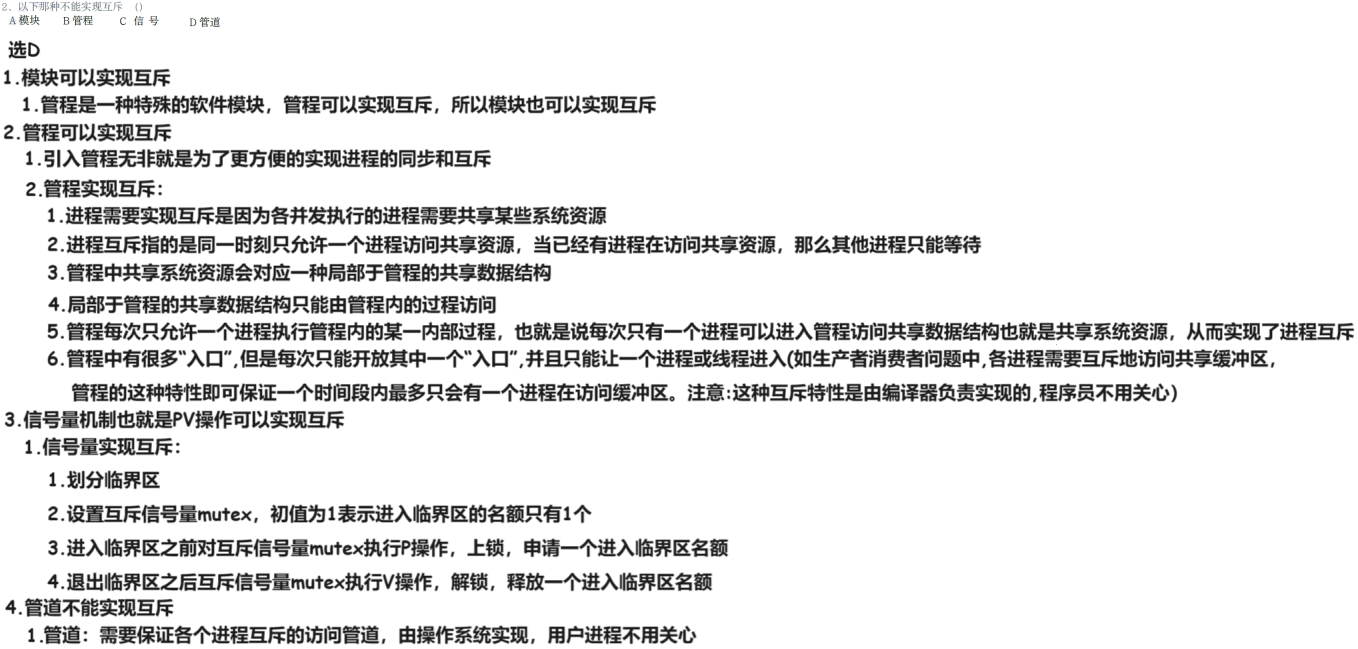 2、以下那种不能实现互斥 （）
A 模块 B 管程 C 信 号 D 管道
选D
1.模块可以实现互斥
1.管程是一种特殊的软件模块，管程可以实现互斥，所以模块也可以实现互斥
2.管程可以实现互斥
1.引入管程无非就是为了更方便的实现进程的同步和互斥
2.管程实现互斥：
1.进程需要实现互斥是因为各并发执行的进程需要共享某些系统资源
2.进程互斥指的是同一时刻只允许一个进程访问共享资源，当已经有进程在访问共享资源，那么其他进程只能等待
3.管程中共享系统资源会对应一种局部于管程的共享数据结构
4.局部于管程的共享数据结构只能由管程内的过程访问
5.管程每次只允许一个进程执行管程内的某一内部过程，也就是说每次只有一个进程可以进入管程访问共享数据结构也就是共享系统资源，从而实现了进程互斥
6.管程中有很多“入口”,但是每次只能开放其中一个“入口”,并且只能让一个进程或线程进入(如生产者消费者问题中,各进程需要互斥地访问共享缓冲区，
管程的这种特性即可保证一个时间段内最多只会有一个进程在访问缓冲区。注意:这种互斥特性是由编译器负责实现的,程序员不用关心)
3.信号量机制也就是PV操作可以实现互斥
1.信号量实现互斥：
1.划分临界区
2.设置互斥信号量mutex，初值为1表示进入临界区的名额只有1个
3.进入临界区之前对互斥信号量mutex执行P操作，上锁，申请一个进入临界区名额
4.退出临界区之后互斥信号量mutex执行V操作，解锁，释放一个进入临界区名额
4.管道不能实现互斥
1.管道：需要保证各个进程互斥的访问管道，由操作系统实现，用户进程不用关心